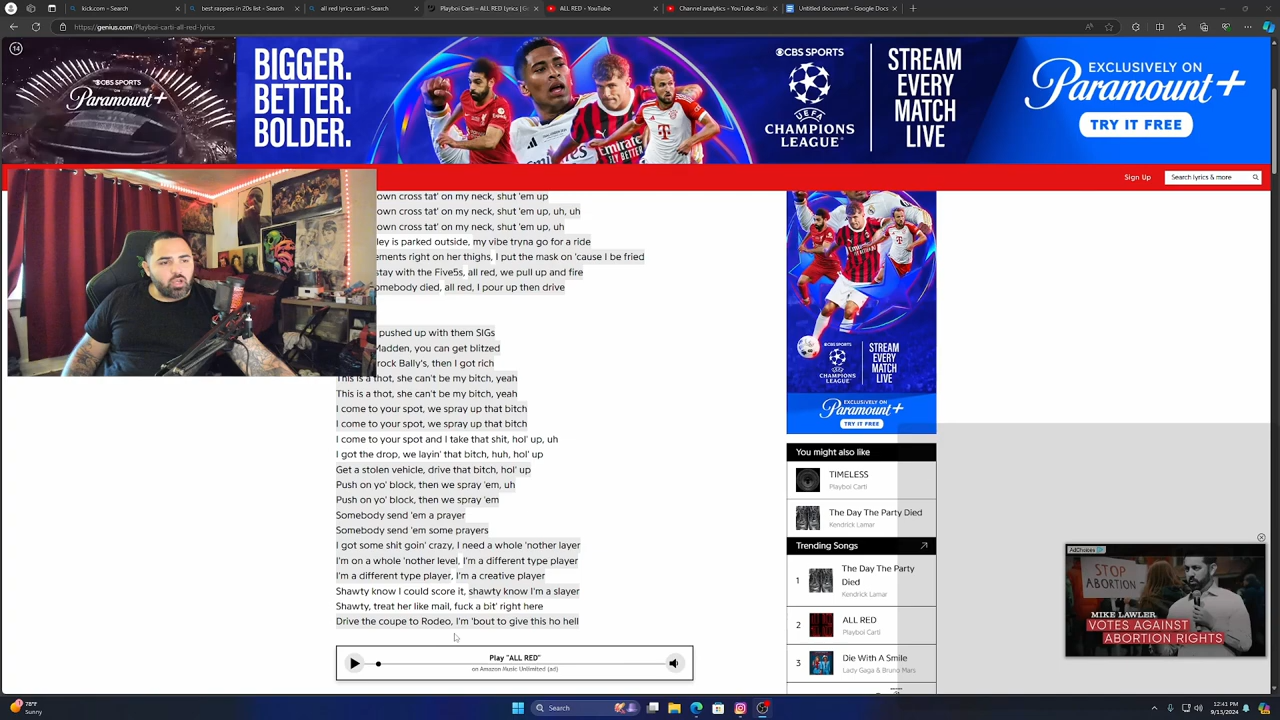 kickcom - Search
best rappers in 20s list - Search
all red kyrics cartl - Search
Playboi Carti – ALL RED Lyrics | Ge
ALL RED - YouTube
Channel analytics - YouTube Stu
Untitled document - Google Docs
https://genius.com/Playboi-carti-all-red-lyrics
14
CBS SPORTS
Paramount+
BIGGER.
BETTER.
BOLDER.
Emirates
FLY BETTER
CBS SPORTS
UEFA
CHAMPIONS
LEAGUE
STREAM
EVERY
MATCH
LIVE
EXCLUSIVELY ON
Paramount+
TRY IT FREE
Sign Up
Search lyrics & more
own cross tat' on my neck, shut 'em up
own cross tat' on my neck, shut 'em up, uh, uh
own cross tat' on my neck, shut 'em up, uh
ley is parked outside, my vibe tryna go for a ride
ements right on her thighs, I put the mask on 'cause I be fried
stay with the Five5s, all red, we pull up and fire
omebody died, all red, I pour up then drive
pushed up with them SIGs
Madden, you can get blitzed
rock Bally's, then I got rich
This is a thot, she can't be my bitch, yeah
This is a thot, she can't be my bitch, yeah
I come to your spot, we spray up that bitch
I come to your spot, we spray up that bitch
I come to your spot and I take that shit, hol' up, uh
I got the drop, we layin' that bitch, huh, hol' up
Get a stolen vehicle, drive that bitch, hol' up
Push on yo' block, then we spray 'em, uh
Push on yo' block, then we spray 'em
Somebody send 'em a prayer
Somebody send 'em some prayers
I got some shit goin' crazy, I need a whole 'nother layer
I'm on a whole 'nother level, I'm a different type player
I'm a different type player, I'm a creative player
Shawty know I could score it, shawty know I'm a slayer
Shawty, treat her like mail, fuck a bit' right here
Drive the coupe to Rodeo, I'm 'bout to give this ho hell
Play "ALL RED"
on Amazon Music Unlimited (ad)
CBS SPORTS
UEFA
CHAMPIONS
LEAGUE
STREAM
EVERY
MATCH
LIVE
EXCLUSIVELY ON
Paramount+
TRY IT FREE
You might also like
TIMELESS
Playboi Carti
The Day The Party Died
Kendrick Lamar
Trending Songs
1
The Day The Party
Died
Kendrick Lamar
2
ALL RED
Playboi Carti
3
Die With A Smile
Lady Gaga & Bruno Mars
AdChoices
STOP
ABORTION
MIKE LAWLER
VOTES AGAINST
ABORTION RIGHTS
78°F
Sunny
Search
12:41 PM
9/13/2024